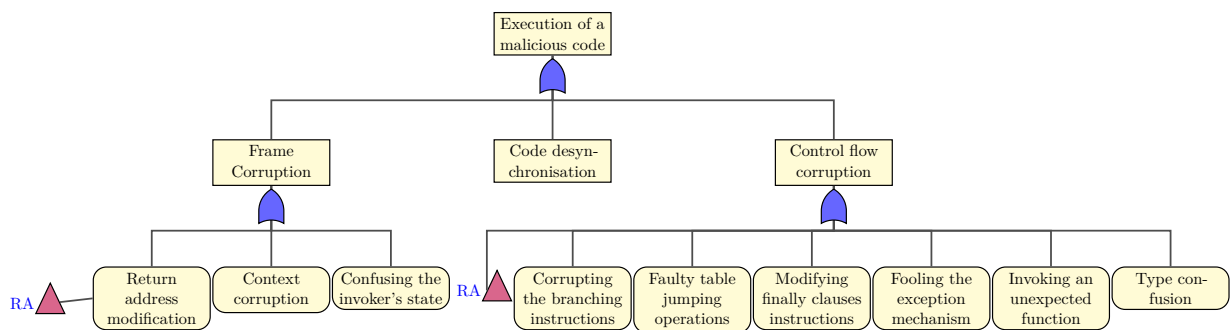 Execution of a
malicious code
Frame
Corruption
Code desyn-
chronisation
Control flow
corruption
RA
Return
address
modification
Context
corruption
Confusing the
invoker's state
RA
Corrupting
the branching
instructions
Faulty table
jumping
operations
Modifying
finally clauses
instructions
Fooling the
exception
mechanism
Invoking an
unexpected
function
Type con-
fusion